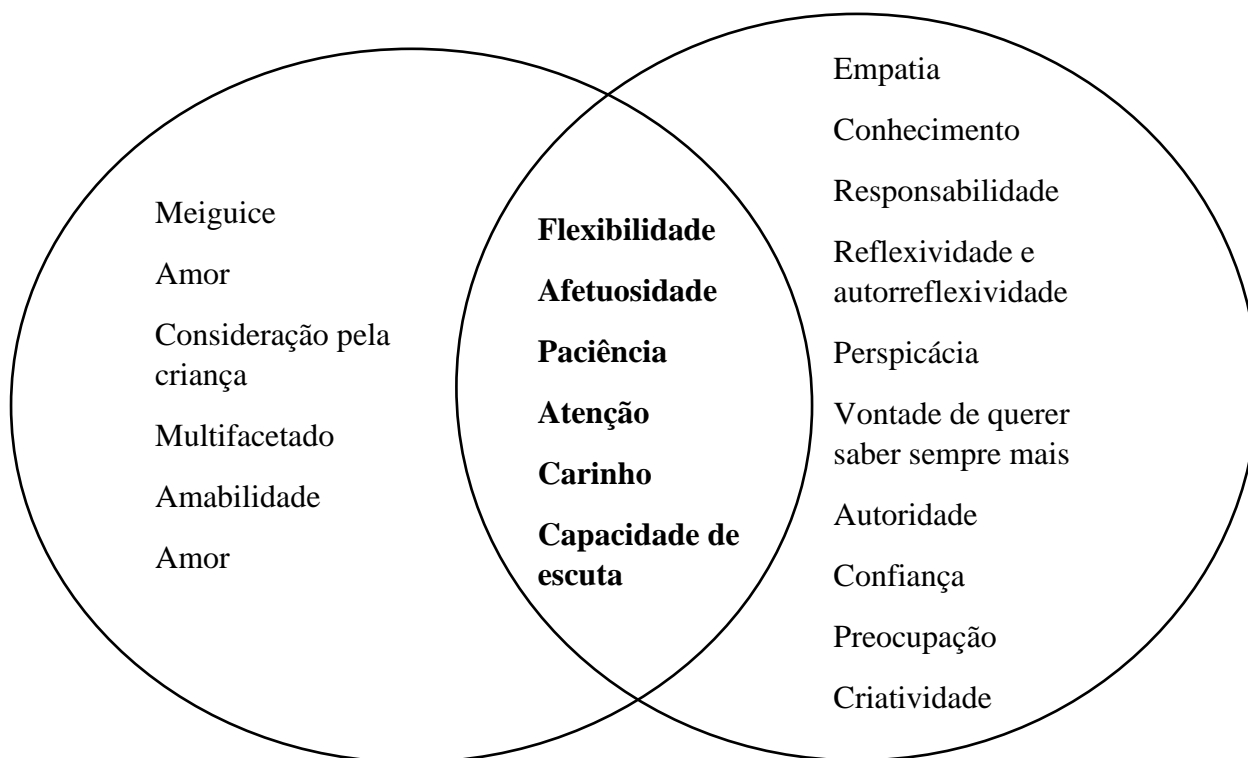 Meiguice
Amor
Consideração pela
criança
Multifacetado
Amabilidade
Amor
Flexibilidade
Afetuosidade
Paciência
Atenção
Carinho
Capacidade de
escuta
Empatia
Conhecimento
Responsabilidade
Reflexividade e
autorreflexividade
Perspicácia
Vontade de querer
saber sempre mais
Autoridade
Confiança
Preocupação
Criatividade